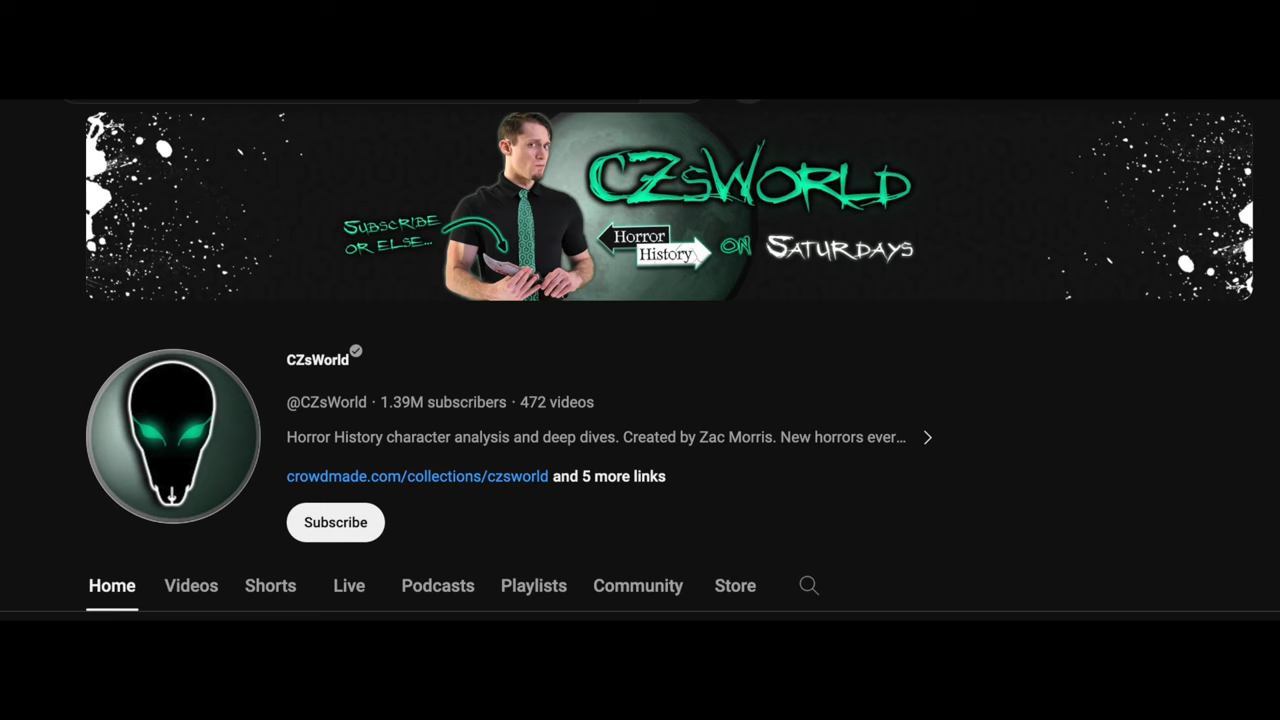 SUBSCRIBE
OR ELSE...
CZsWORLD
Horror
History
ON SATURDAYS
CZsWorld
@CZsWorld · 1.39M subscribers · 472 videos
Horror History character analysis and deep dives. Created by Zac Morris. New horrors ever...
crowdmade.com/collections/czsworld and 5 more links
Subscribe
Home Videos Shorts Live Podcasts Playlists Community Store